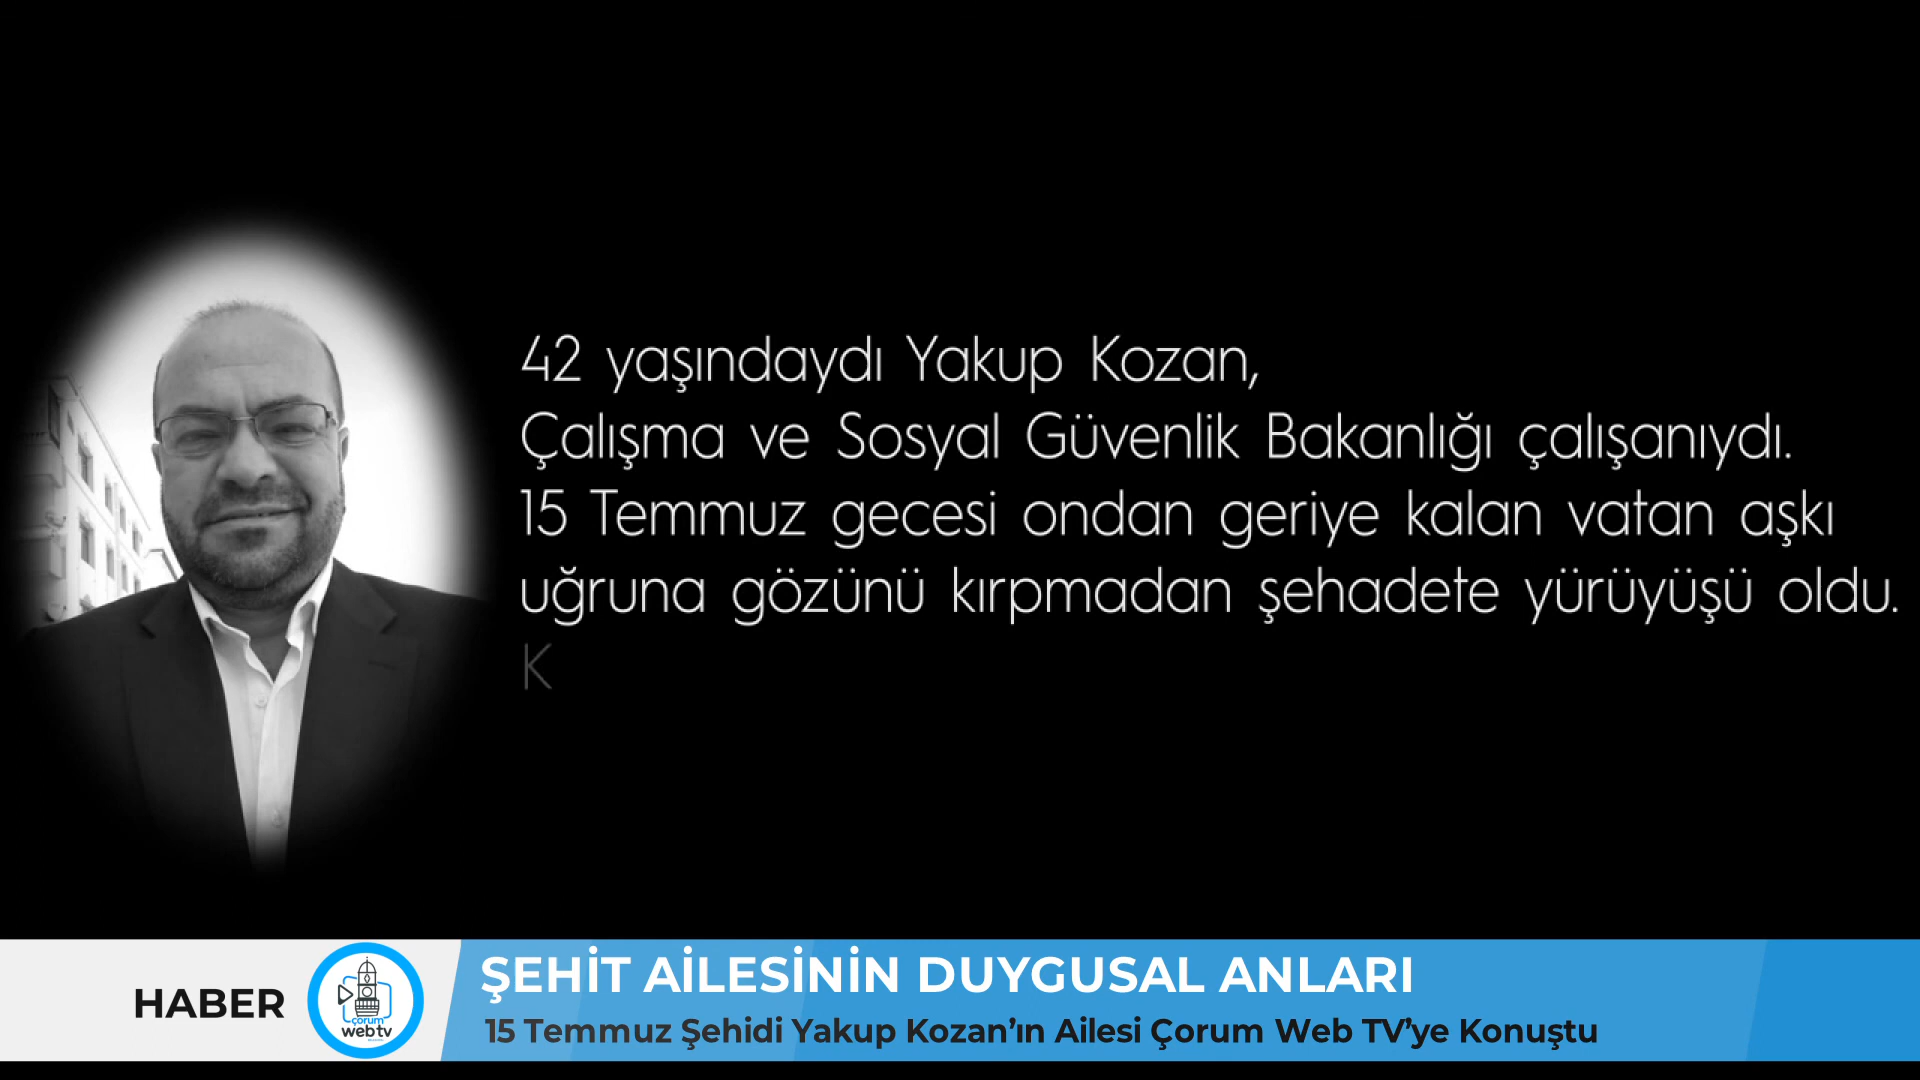 42 yaşındaydı Yakup Kozan,
Çalışma ve Sosyal Güvenlik Bakanlığı çalışanıydı.
15 Temmuz gecesi ondan geriye kalan vatan aşkı
uğruna gözünü kırpmadan şehadete yürüyüşü oldu.
K
HABER
çorum
webtv
ŞEHİT AİLESİNİN DUYGUSAL ANLARI
15 Temmuz Şehidi Yakup Kozan’ın Ailesi Çorum Web TV’ye Konuştu